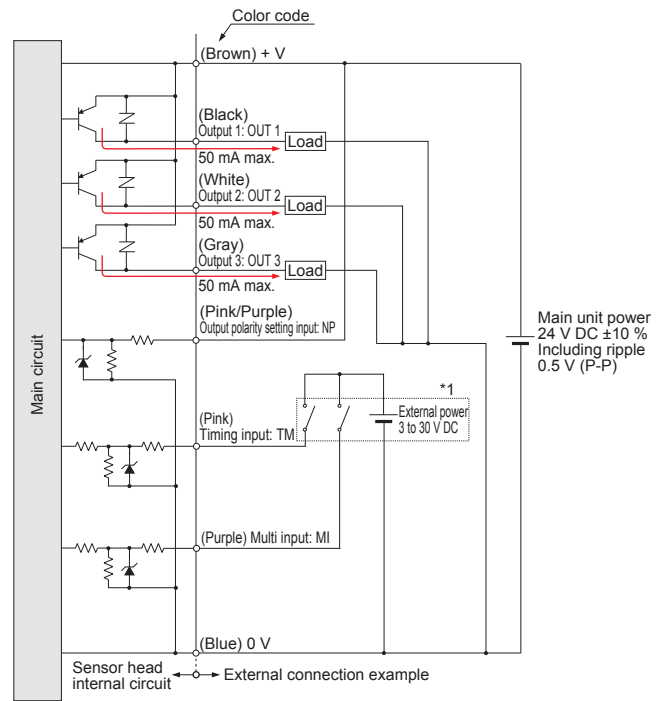 Color code
(Brown) + V
(Black)
Output 1: OUT 1
Load
50 mA max.
(White)
Output 2: OUT 2
Load
50 mA max.
(Gray)
Output 3: OUT 3
Load
50 mA max.
(Pink/Purple)
Output polarity setting input: NP
Main unit power
24 V DC ±10 %
Including ripple
0.5 V (P-P)
Main circuit
*1
External power
3 to 30 V DC
(Pink)
Timing input: TM
(Purple) Multi input: MI
(Blue) 0 V
Sensor head
internal circuit
External connection example